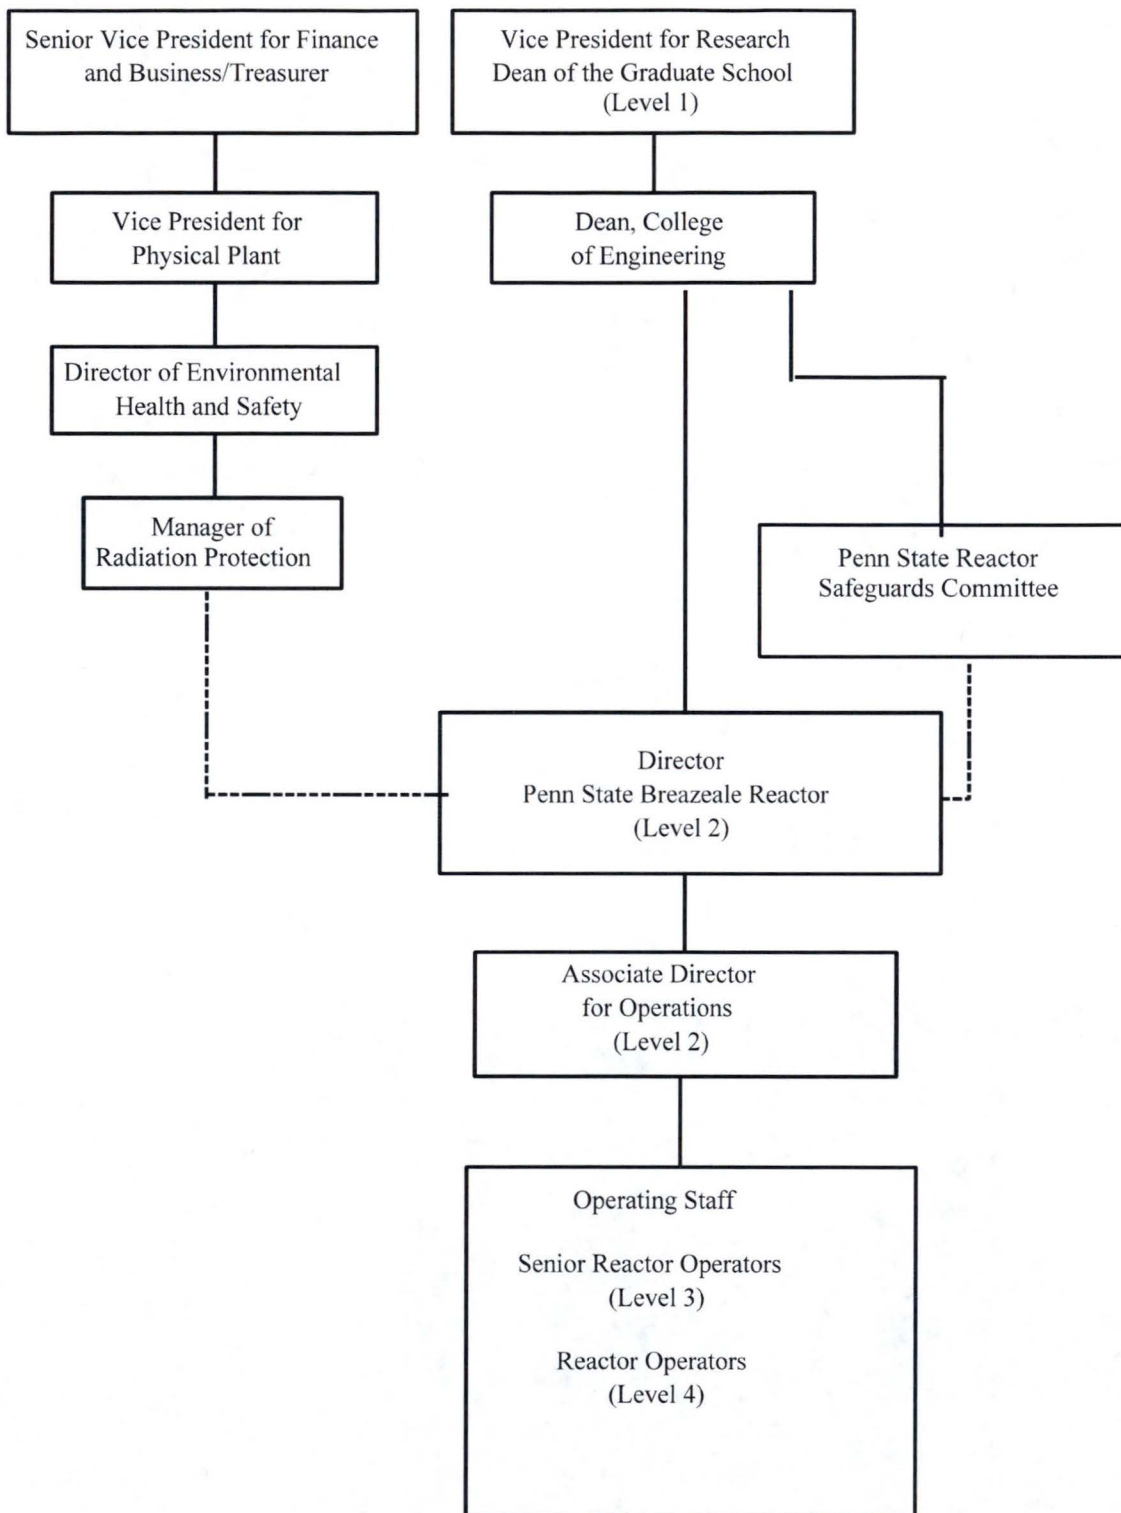 Senior Vice President for Finance
and Business/Treasurer
Vice President for Research
Dean of the Graduate School
(Level 1)
Vice President for
Physical Plant
Dean, College
of Engineering
Director of Environmental
Health and Safety
Manager of
Radiation Protection
Penn State Reactor
Safeguards Committee
Director
Penn State Breazeale Reactor
(Level 2)
Associate Director
for Operations
(Level 2)
Operating Staff
Senior Reactor Operators
(Level 3)
Reactor Operators
(Level 4)